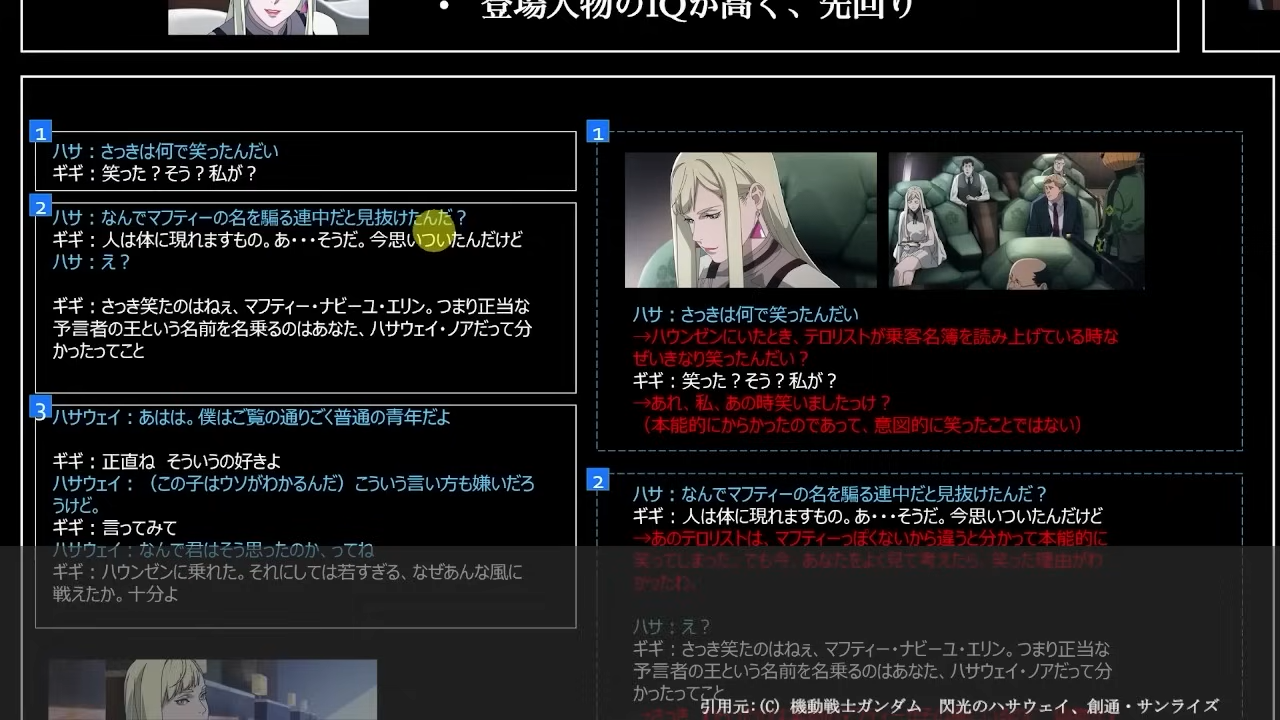 • 登場人物のIQが高く、先回り
1
ハサ：さっきは何で笑ったんだい
ギギ：笑った？そう？私が？
2
ハサ：なんでマフティーの名を騙る連中だと見抜けたんだ？
ギギ：人は体に現れますもの。あ・・・そうだ。今思いついたんだけど
ハサ：え？
ギギ：さっき笑たのはねぇ、マフティー・ナビーユ・エリン。つまり正当な
予言者の王という名前を名乗るのはあなた、ハサウェイ・ノアだって分
かったってこと
3
ハサウェイ：あはは。僕はご覧の通りごく普通の青年だよ
ギギ：正直ね そういうの好きよ
ハサウェイ：（この子はウソがわかるんだ）こういう言い方も嫌いだろ
うけど。
ギギ：言ってみて
ハサウェイ：なんで君はそう思ったのか、ってね
ギギ：ハウンゼンに乗れた。それにしては若すぎる、なぜあんな風に
戦えたか。十分よ
1
ハサ：さっきは何で笑ったんだい
→ハウンゼンにいたとき、テロリストが乗客名簿を読み上げている時な
ぜいきなり笑ったんだい？
ギギ：笑った？そう？私が？
→あれ、私、あの時笑いましたっけ？
（本能的にからかったのであって、意図的に笑ったことではない）
2
ハサ：なんでマフティーの名を騙る連中だと見抜けたんだ？
ギギ：人は体に現れますもの。あ・・・そうだ。今思いついたんだけど
→あのテロリストは、マフティーっぽくないから違うと分かって本能的に
笑ってしまった。でも今、あなたをよく見て考えたら、笑った理由がわ
かったわ。
ハサ：え？
ギギ：さっき笑たのはねぇ、マフティー・ナビーユ・エリン。つまり正当な
予言者の王という名前を名乗るのはあなた、ハサウェイ・ノアだって分
かったってこと
引用元：(C) 機動戦士ガンダム 閃光のハサウェイ、創通・サンライズ